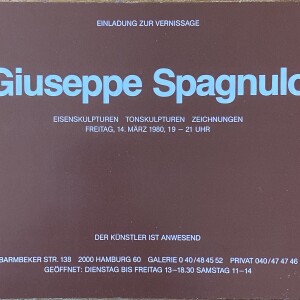 EINLADUNG ZUR VERNISSAGE
Giuseppe Spagnulo
EISENSKULPTUREN TONSKULPTUREN ZEICHNUNGEN
FREITAG, 14. MÄRZ 1980, 19 – 21 UHR
DER KÜNSTLER IST ANWESEND
BARMBEKER STR. 138 2000 HAMBURG 60 GALERIE 0 40/48 45 52 PRIVAT 040/47 47 46
GEÖFFNET: DIENSTAG BIS FREITAG 13–18.30 SAMSTAG 11–14